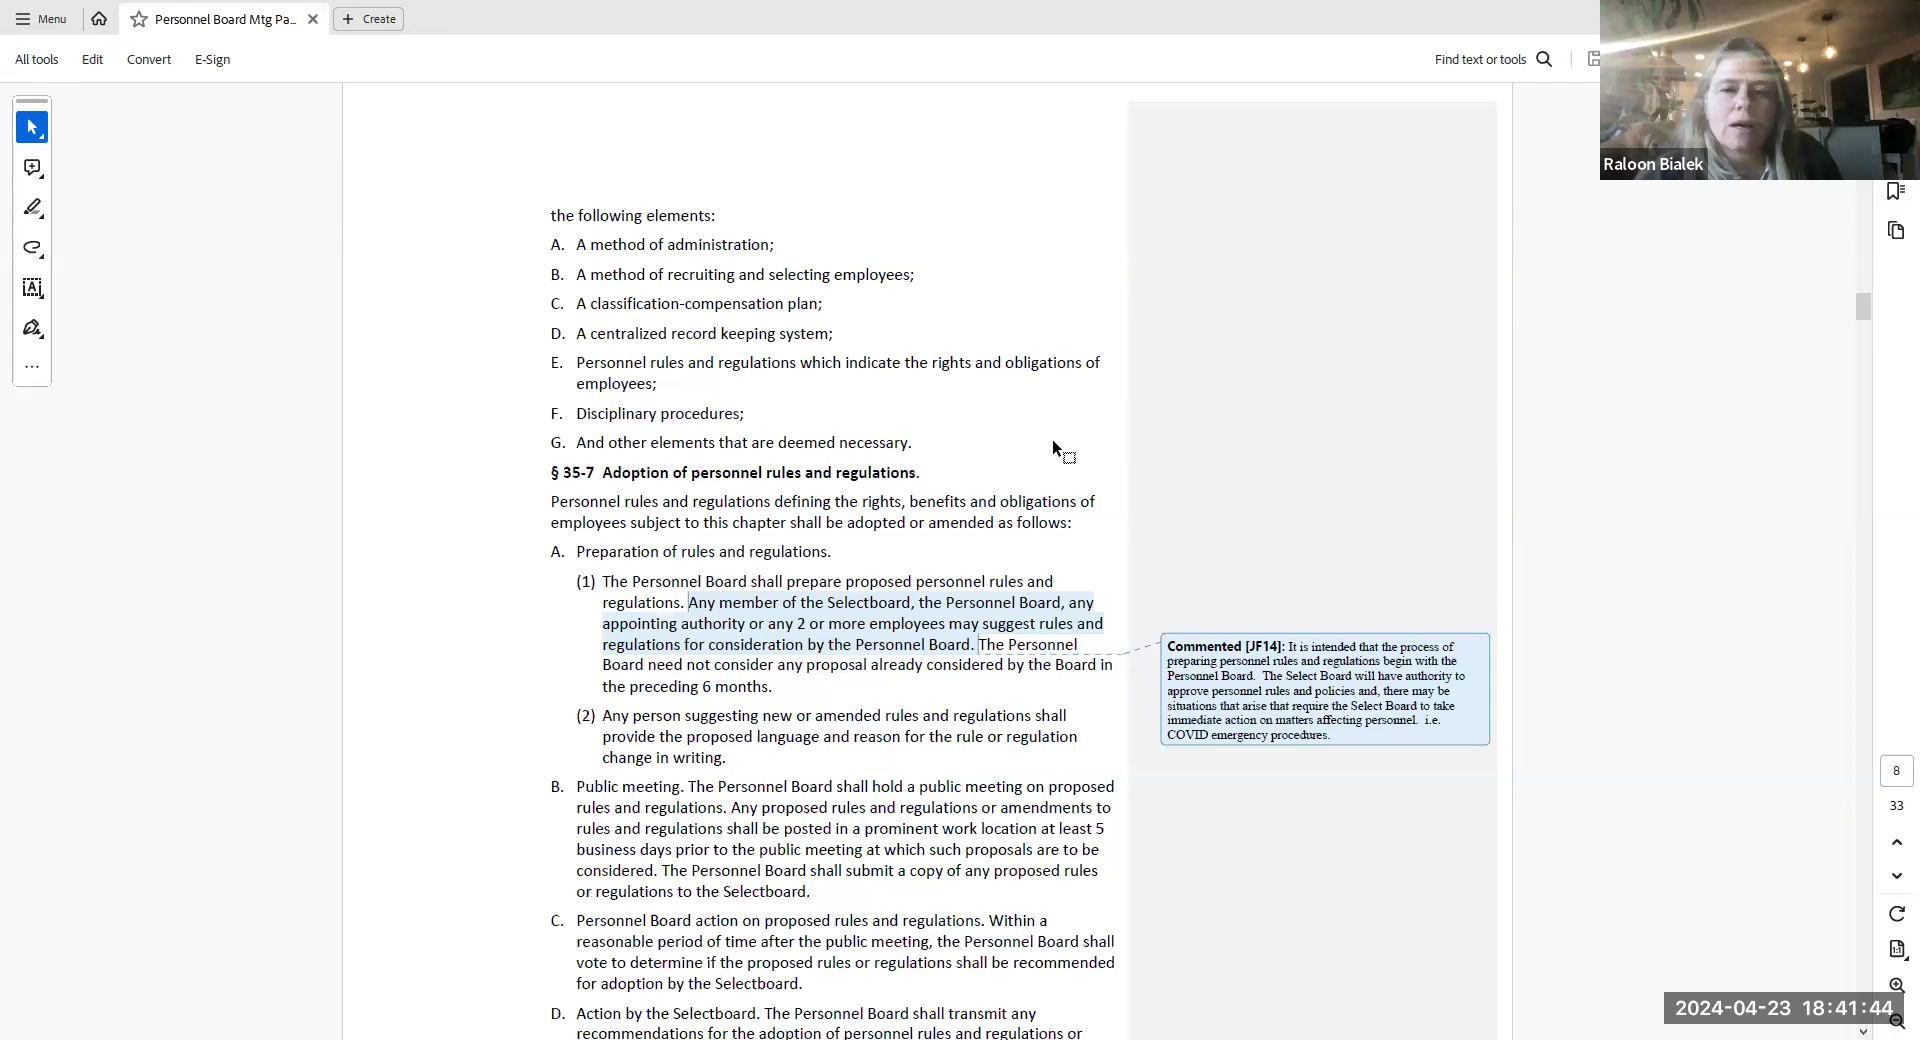 Menu
Personnel Board Mtg Pa...
Create
All tools
Edit
Convert
E-Sign
Find text or tools
Raloon Bialek
the following elements:
A. A method of administration;
B. A method of recruiting and selecting employees;
C. A classification-compensation plan;
D. A centralized record keeping system;
E. Personnel rules and regulations which indicate the rights and obligations of
employees;
F. Disciplinary procedures;
G. And other elements that are deemed necessary.
§ 35-7 Adoption of personnel rules and regulations.
Personnel rules and regulations defining the rights, benefits and obligations of
employees subject to this chapter shall be adopted or amended as follows:
A. Preparation of rules and regulations.
(1) The Personnel Board shall prepare proposed personnel rules and
regulations. Any member of the Selectboard, the Personnel Board, any
appointing authority or any 2 or more employees may suggest rules and
regulations for consideration by the Personnel Board. The Personnel
Board need not consider any proposal already considered by the Board in
the preceding 6 months.
(2) Any person suggesting new or amended rules and regulations shall
provide the proposed language and reason for the rule or regulation
change in writing.
B. Public meeting. The Personnel Board shall hold a public meeting on proposed
rules and regulations. Any proposed rules and regulations or amendments to
rules and regulations shall be posted in a prominent work location at least 5
business days prior to the public meeting at which such proposals are to be
considered. The Personnel Board shall submit a copy of any proposed rules
or regulations to the Selectboard.
C. Personnel Board action on proposed rules and regulations. Within a
reasonable period of time after the public meeting, the Personnel Board shall
vote to determine if the proposed rules or regulations shall be recommended
for adoption by the Selectboard.
D. Action by the Selectboard. The Personnel Board shall transmit any
recommendations for the adoption of personnel rules and regulations or
Commented [JF14]: It is intended that the process of
preparing personnel rules and regulations begin with the
Personnel Board. The Select Board will have authority to
approve personnel rules and policies and, there may be
situations that arise that require the Select Board to take
immediate action on matters affecting personnel. i.e.
COVID emergency procedures.
8
33
2024-04-23 18:41:44